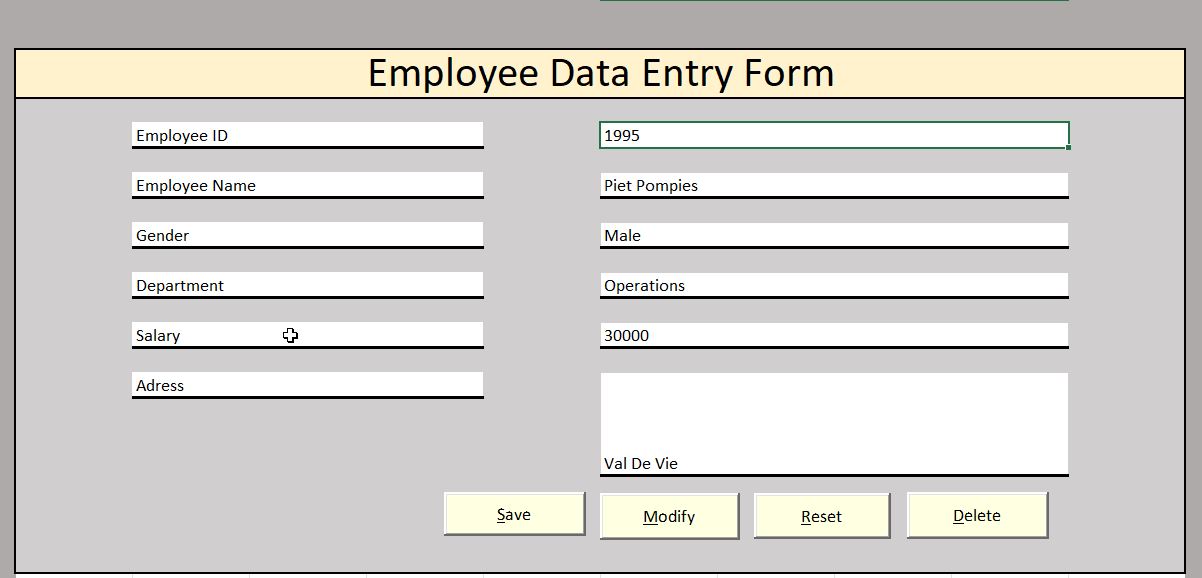 Employee Data Entry Form
Employee ID 1995
Employee Name Piet Pompies
Gender Male
Department Operations
Salary 30000
Adress
Val De Vie
Save Modify Reset Delete